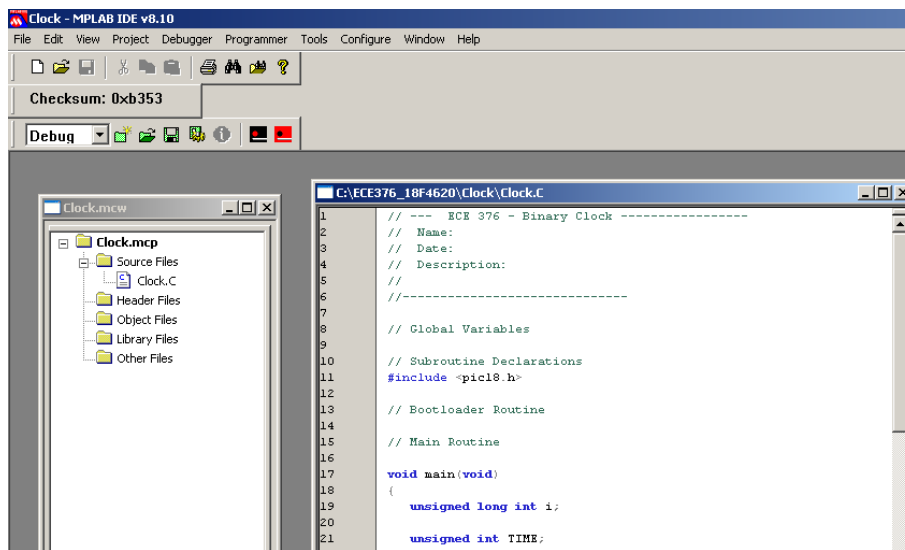 Clock - MPLAB IDE v8.10
File Edit View Project Debugger Programmer Tools Configure Window Help
Checksum: 0xb353
Debug
Clock.mcw
Clock.mcp
Source Files
Clock.C
Header Files
Object Files
Library Files
Other Files
C:\ECE376_18F4620\Clock\Clock.C
1 // --- ECE 376 - Binary Clock -----------------
2 // Name:
3 // Date:
4 // Description:
5 //
6 //------------------------------
7
8 // Global Variables
9
10 // Subroutine Declarations
11 #include <pic18.h>
12
13 // Bootloader Routine
14
15 // Main Routine
16
17 void main(void)
18 {
19 unsigned long int i;
20
21 unsigned int TIME;